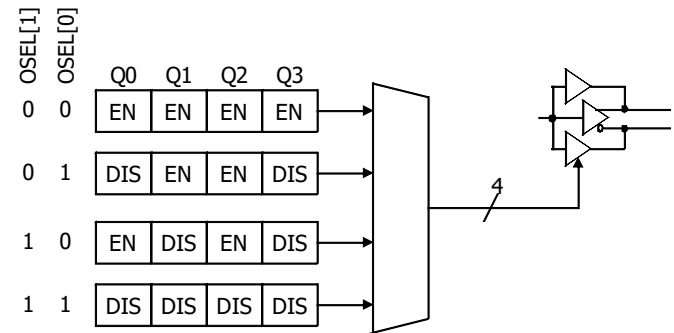 OSEL[1] OSEL[0]
Q0 Q1 Q2 Q3
0 0 EN EN EN EN
0 1 DIS EN EN DIS
4
1 0 EN DIS EN DIS
1 1 DIS DIS DIS DIS